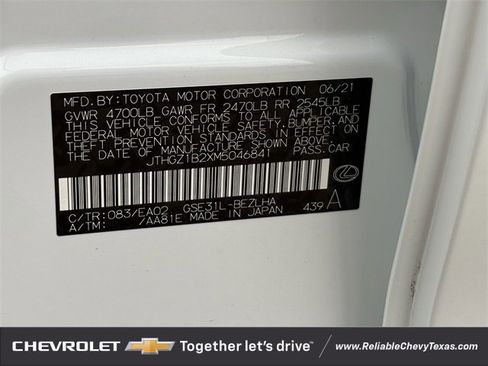 MFD. BY: TOYOTA MOTOR CORPORATION 06/21
GVWR 4700LB GAWR FR 2470LB RR 2545LB
THIS VEHICLE CONFORMS TO ALL APPLICABLE
FEDERAL MOTOR VEHICLE SAFETY, BUMPER, AND
THEFT PREVENTION STANDARDS IN EFFECT ON
THE DATE OF MANUFACTURE SHOWN ABOVE.
JTHGZ1B2XM5046841 PASS.CAR
C/TR: 083/EA02 GSE31L-BEZLHA
A/TM: /AA81E MADE IN JAPAN 439 A
CHEVROLET Together let's drive™ www.ReliableChevyTexas.com